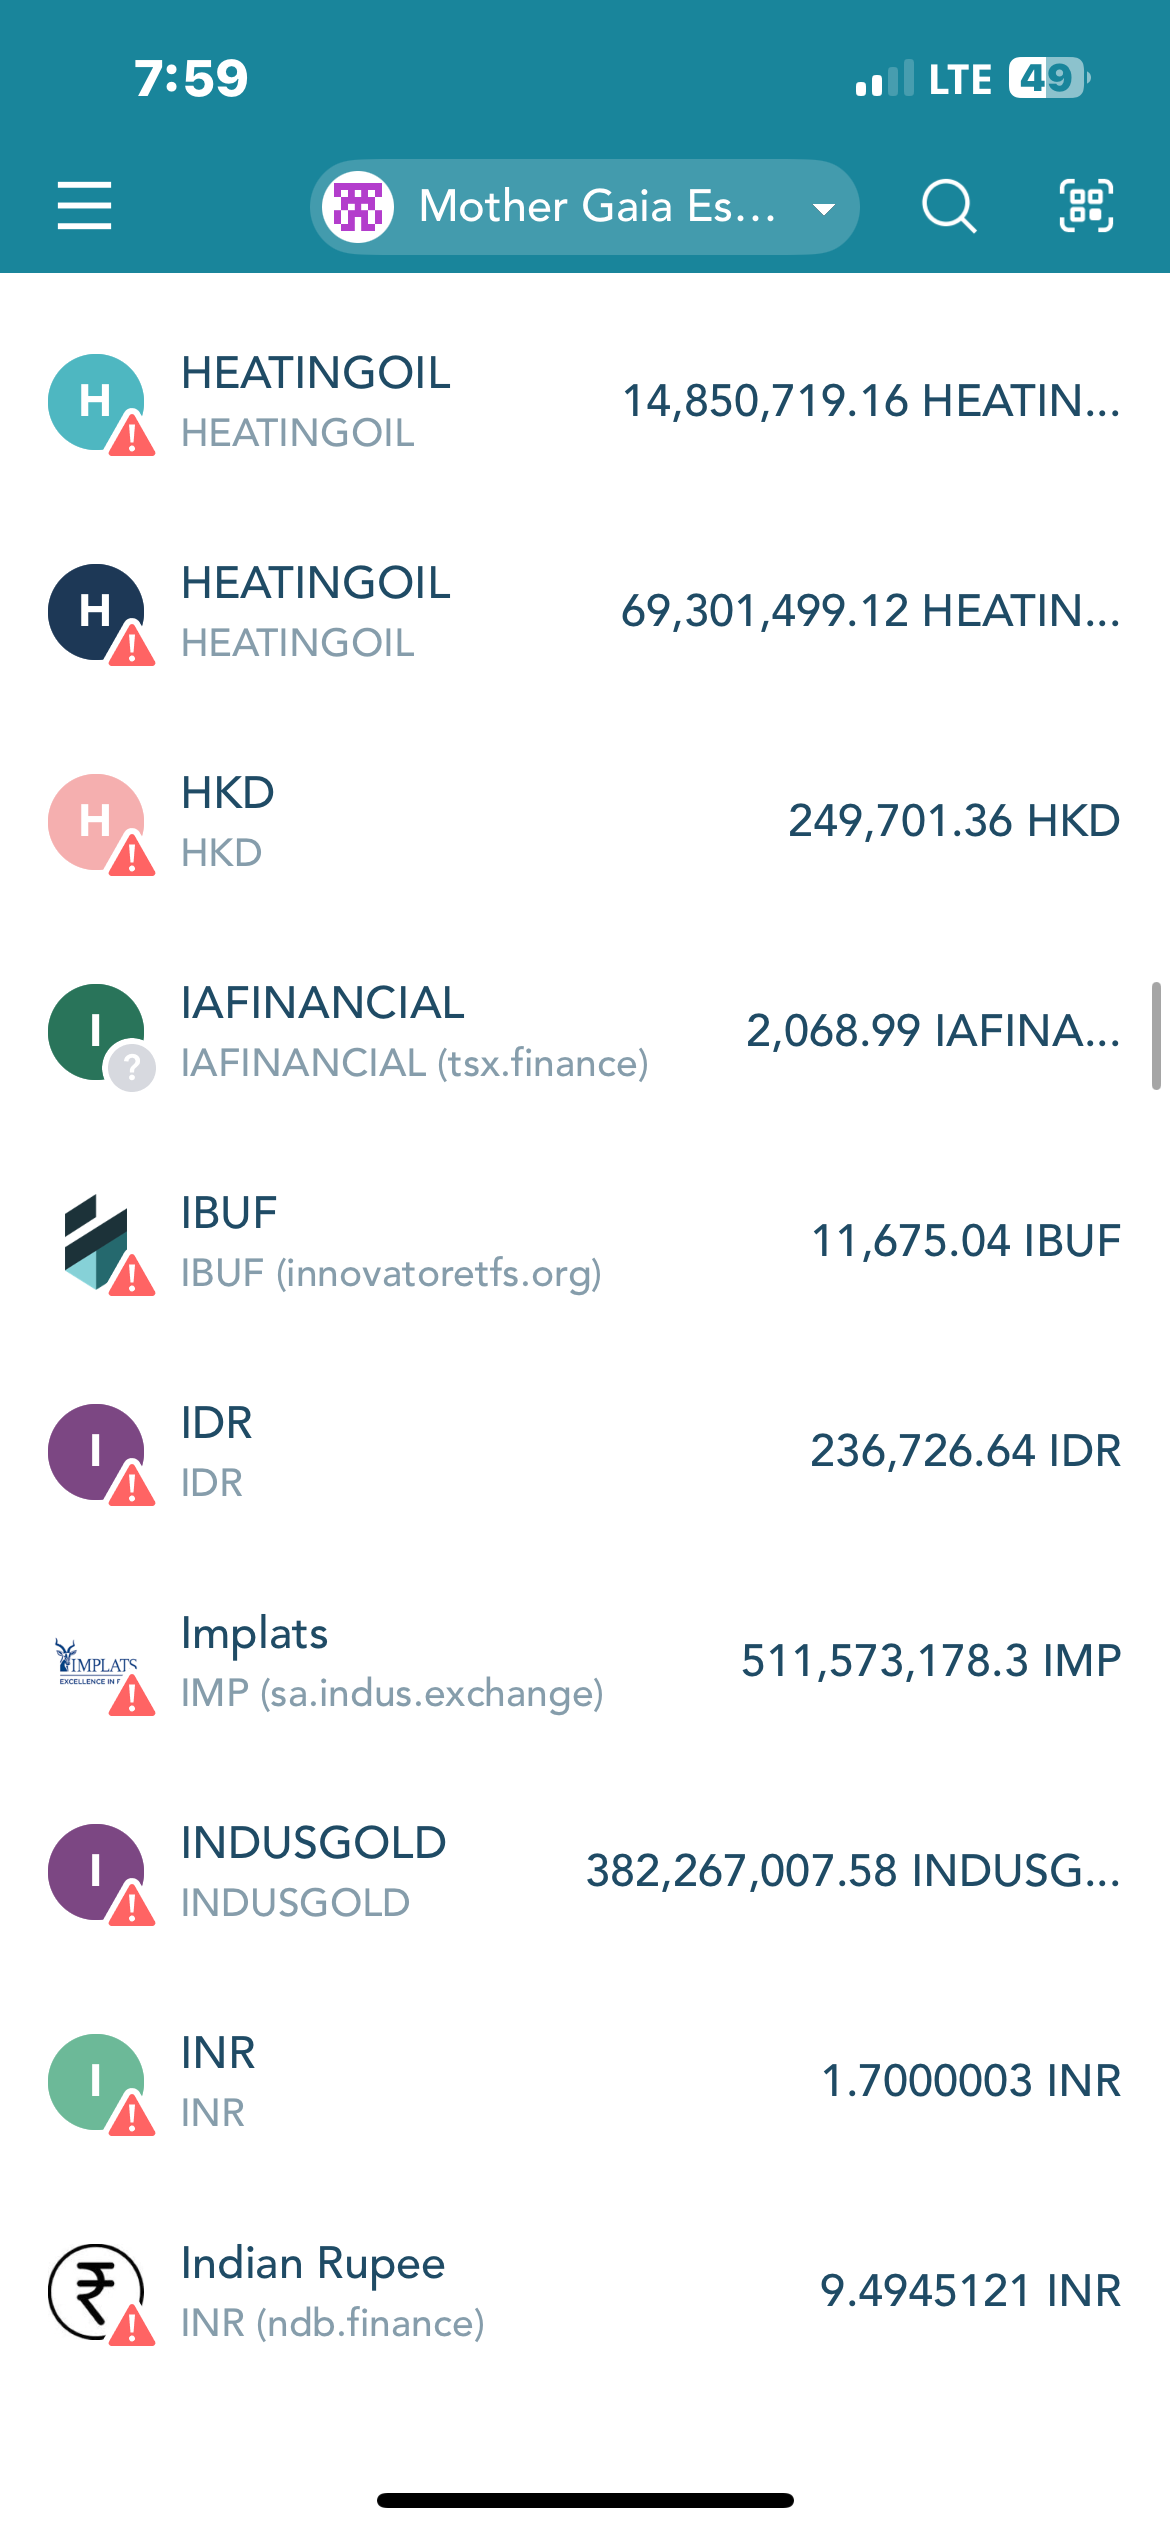 7:59
LTE 49
Mother Gaia Es...
H
HEATINGOIL
HEATINGOIL
14,850,719.16 HEATIN...
H
HEATINGOIL
HEATINGOIL
69,301,499.12 HEATIN...
H
HKD
HKD
249,701.36 HKD
I
IAFINANCIAL
IAFINANCIAL (tsx.finance)
2,068.99 IAFINA...
IBUF
IBUF (innovatoretfs.org)
11,675.04 IBUF
I
IDR
IDR
236,726.64 IDR
IMPLATS
EXCELLENCE IN
Implats
IMP (sa.indus.exchange)
511,573,178.3 IMP
I
INDUSGOLD
INDUSGOLD
382,267,007.58 INDUSG...
I
INR
INR
1.7000003 INR
₹
Indian Rupee
INR (ndb.finance)
9.4945121 INR